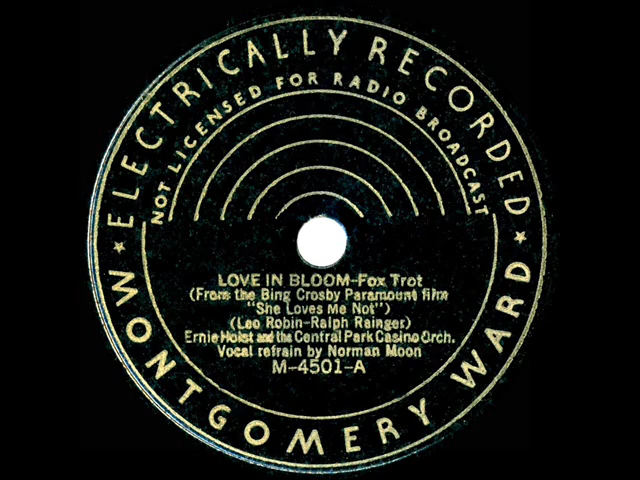 ELECTRICALLY RECORDED
NOT LICENSED FOR RADIO BROADCAST
LOVE IN BLOOM-Fox Trot
(From the Bing Crosby Paramount film
"She Loves Me Not")
(Leo Robin-Ralph Rainger)
Ernie Holst and the Central Park Casino Orch.
Vocal refrain by Norman Moon
M-4501-A
★ MONTGOMERY WARD ★